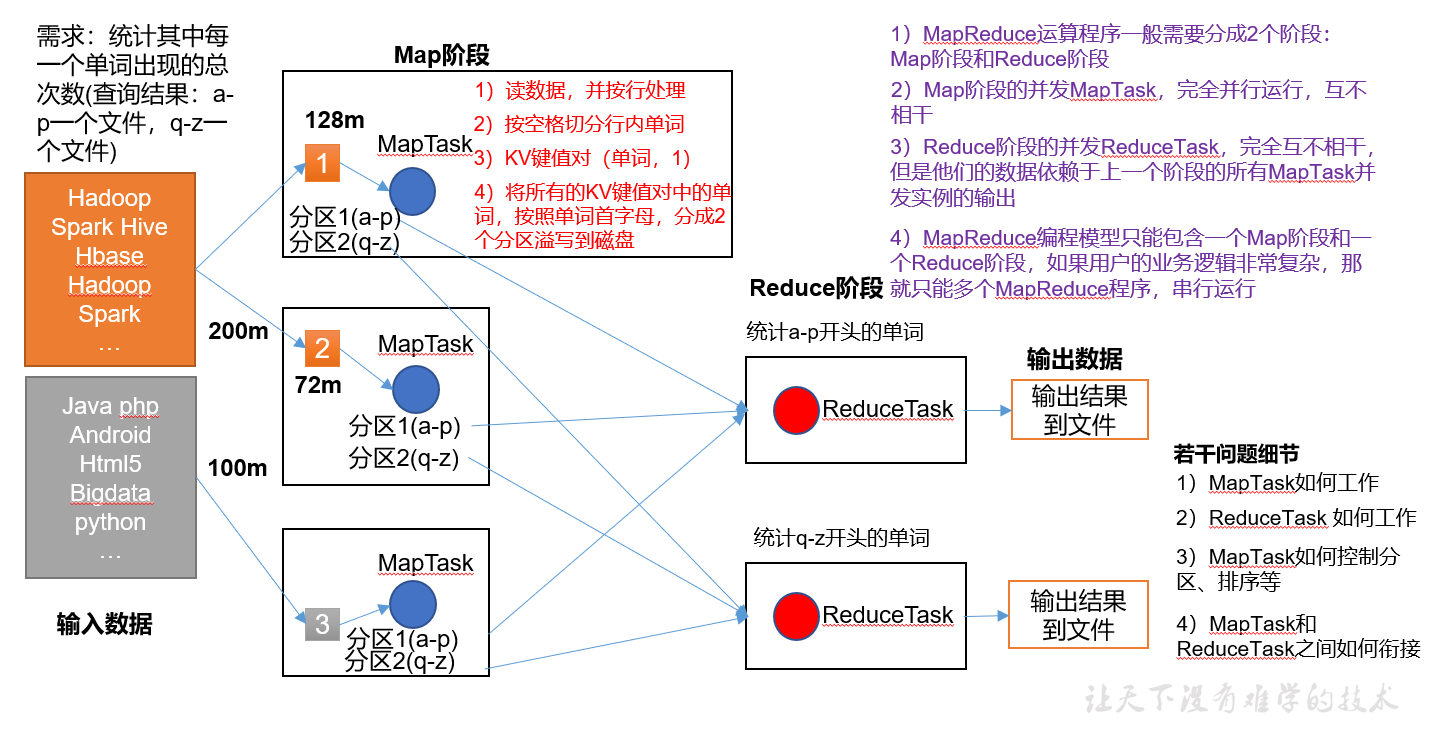 需求：统计其中每
一个单词出现的总
次数(查询结果：a-
p一个文件，q-z一
个文件)
Hadoop
Spark Hive
Hbase
Hadoop
Spark
…
Java php
Android
Html5
Bigdata
python
…
输入数据
200m
100m
Map阶段
128m
1
MapTask
分区1(a-p)
分区2(q-z)
1）读数据，并按行处理
2）按空格切分行内单词
3）KV键值对（单词，1）
4）将所有的KV键值对中的单
词，按照单词首字母，分成2
个分区溢写到磁盘
2
72m
MapTask
分区1(a-p)
分区2(q-z)
3
MapTask
分区1(a-p)
分区2(q-z)
1）MapReduce运算程序一般需要分成2个阶段：
Map阶段和Reduce阶段
2）Map阶段的并发MapTask，完全并行运行，互不
相干
3）Reduce阶段的并发ReduceTask，完全互不相干，
但是他们的数据依赖于上一个阶段的所有MapTask并
发实例的输出
4）MapReduce编程模型只能包含一个Map阶段和一
个Reduce阶段，如果用户的业务逻辑非常复杂，那
就只能多个MapReduce程序，串行运行
Reduce阶段
统计a-p开头的单词
ReduceTask
统计q-z开头的单词
ReduceTask
输出数据
输出结果
到文件
输出结果
到文件
若干问题细节
1）MapTask如何工作
2）ReduceTask 如何工作
3）MapTask如何控制分
区、排序等
4）MapTask和
ReduceTask之间如何衔接
让天下没有难学的技术